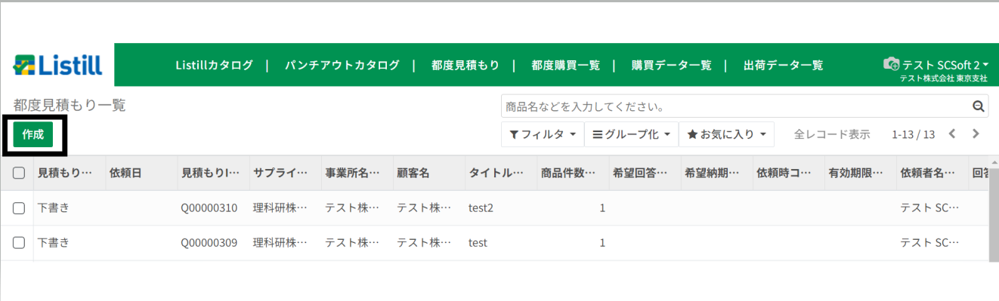 Listill
Listillカタログ | パンチアウトカタログ | 都度見積もり | 都度購買一覧 | 購買データ一覧 | 出荷データ一覧
テスト SCSoft 2
テスト株式会社 東京支社
都度見積もり一覧
商品名などを入力してください。
作成
フィルタ グループ化 お気に入り 全レコード表示 1-13 / 13
見積もり… 依頼日 見積もりI… サプライ… 事業所名… 顧客名 タイトル… 商品件数… 希望回答… 希望納期… 依頼時コ… 有効期限… 依頼者名… 回答
下書き Q00000310 理科研株… テスト株… テスト株… test2 1 テスト SC…
下書き Q00000309 理科研株… テスト株… テスト株… test 1 テスト SC…